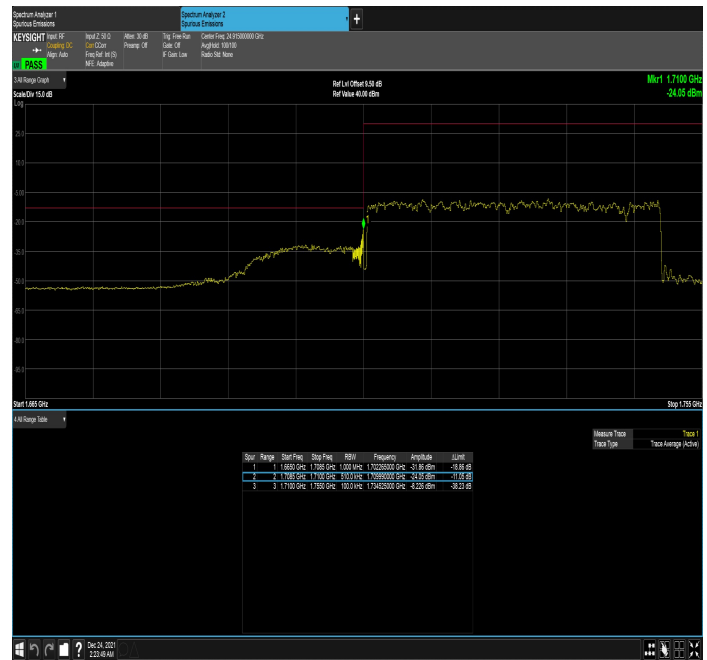 Spectrum Analyzer 1
Spurious Emissions
Spectrum Analyzer 2
Spurious Emissions
KEYSIGHT Input: RF Input Z: 50 Ω Atten: 30 dB Trig: Free Run Center Freq: 24.915000000 GHz
Coupling: DC Corr CCorr Preamp: Off Gate: Off Avg|Hold: 100/100
Align: Auto Freq Ref: Int (S) IF Gain: Low Radio Std: None
PASS NFE: Adaptive
3 All Range Graph
Ref Lvl Offset 9.50 dB
Mkr1 1.7100 GHz
Scale/Div 15.0 dB
Ref Value 40.00 dBm
-24.05 dBm
Log
25.0
10.0
-5.00
-20.0
-35.0
-50.0
-65.0
-80.0
-95.0
Start 1.665 GHz
Stop 1.755 GHz
4 All Range Table
Measure Trace Trace 1
Trace Type Trace Average (Active)
Spur Range Start Freq Stop Freq RBW Frequency Amplitude ΔLimit
1 1 1.6650 GHz 1.7085 GHz 1.000 MHz 1.702265000 GHz -31.86 dBm -18.86 dB
2 2 1.7085 GHz 1.7100 GHz 510.0 kHz 1.709990000 GHz -24.05 dBm -11.05 dB
3 3 1.7100 GHz 1.7550 GHz 100.0 kHz 1.734525000 GHz -8.226 dBm -38.23 dB
?
Dec 24, 2021
2:23:49 AM